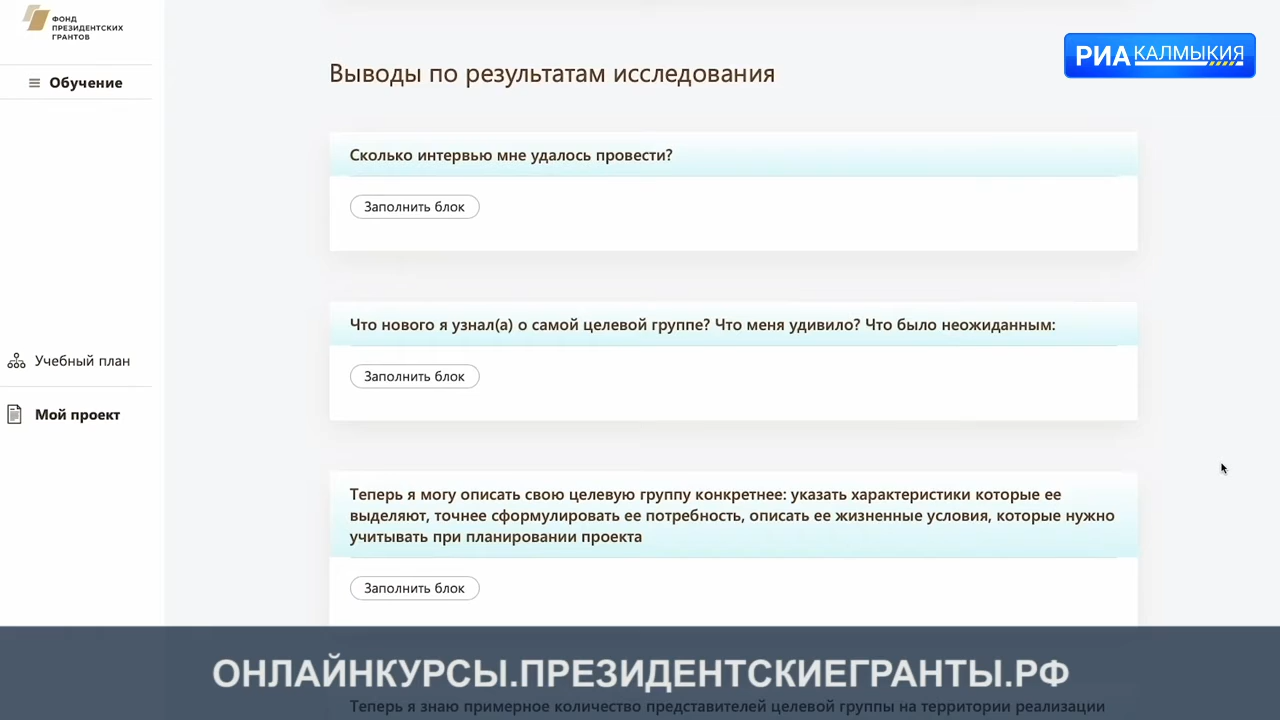 ФОНД
ПРЕЗИДЕНТСКИХ
ГРАНТОВ
Обучение
Учебный план
Мой проект
РИА КАЛМЫКИЯ
Выводы по результатам исследования
Сколько интервью мне удалось провести?
Заполнить блок
Что нового я узнал(а) о самой целевой группе? Что меня удивило? Что было неожиданным:
Заполнить блок
Теперь я могу описать свою целевую группу конкретнее: указать характеристики которые ее
выделяют, точнее сформулировать ее потребность, описать ее жизненные условия, которые нужно
учитывать при планировании проекта
Заполнить блок
ОНЛАЙНКУРСЫ.ПРЕЗИДЕНТСКИЕГРАНТЫ.РФ
Теперь я знаю примерное количество представителей целевой группы на территории реализации